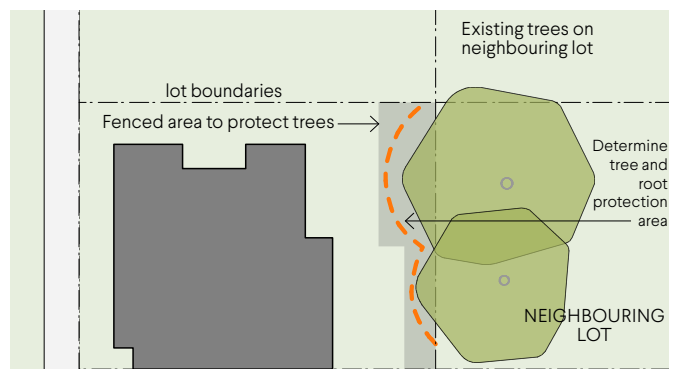 Existing trees on
neighbouring lot
lot boundaries
Fenced area to protect trees
Determine
tree and
root
protection
area
NEIGHBOURING
LOT